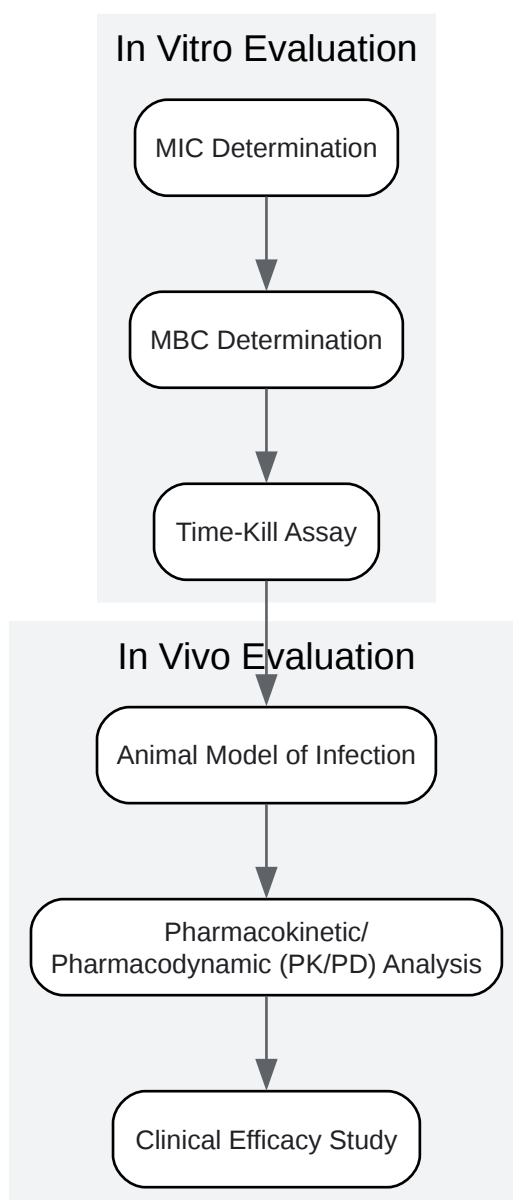 In Vitro Evaluation
MIC Determination
MBC Determination
Time-Kill Assay
In Vivo Evaluation
Animal Model of Infection
Pharmacokinetic/
Pharmacodynamic (PK/PD) Analysis
Clinical Efficacy Study